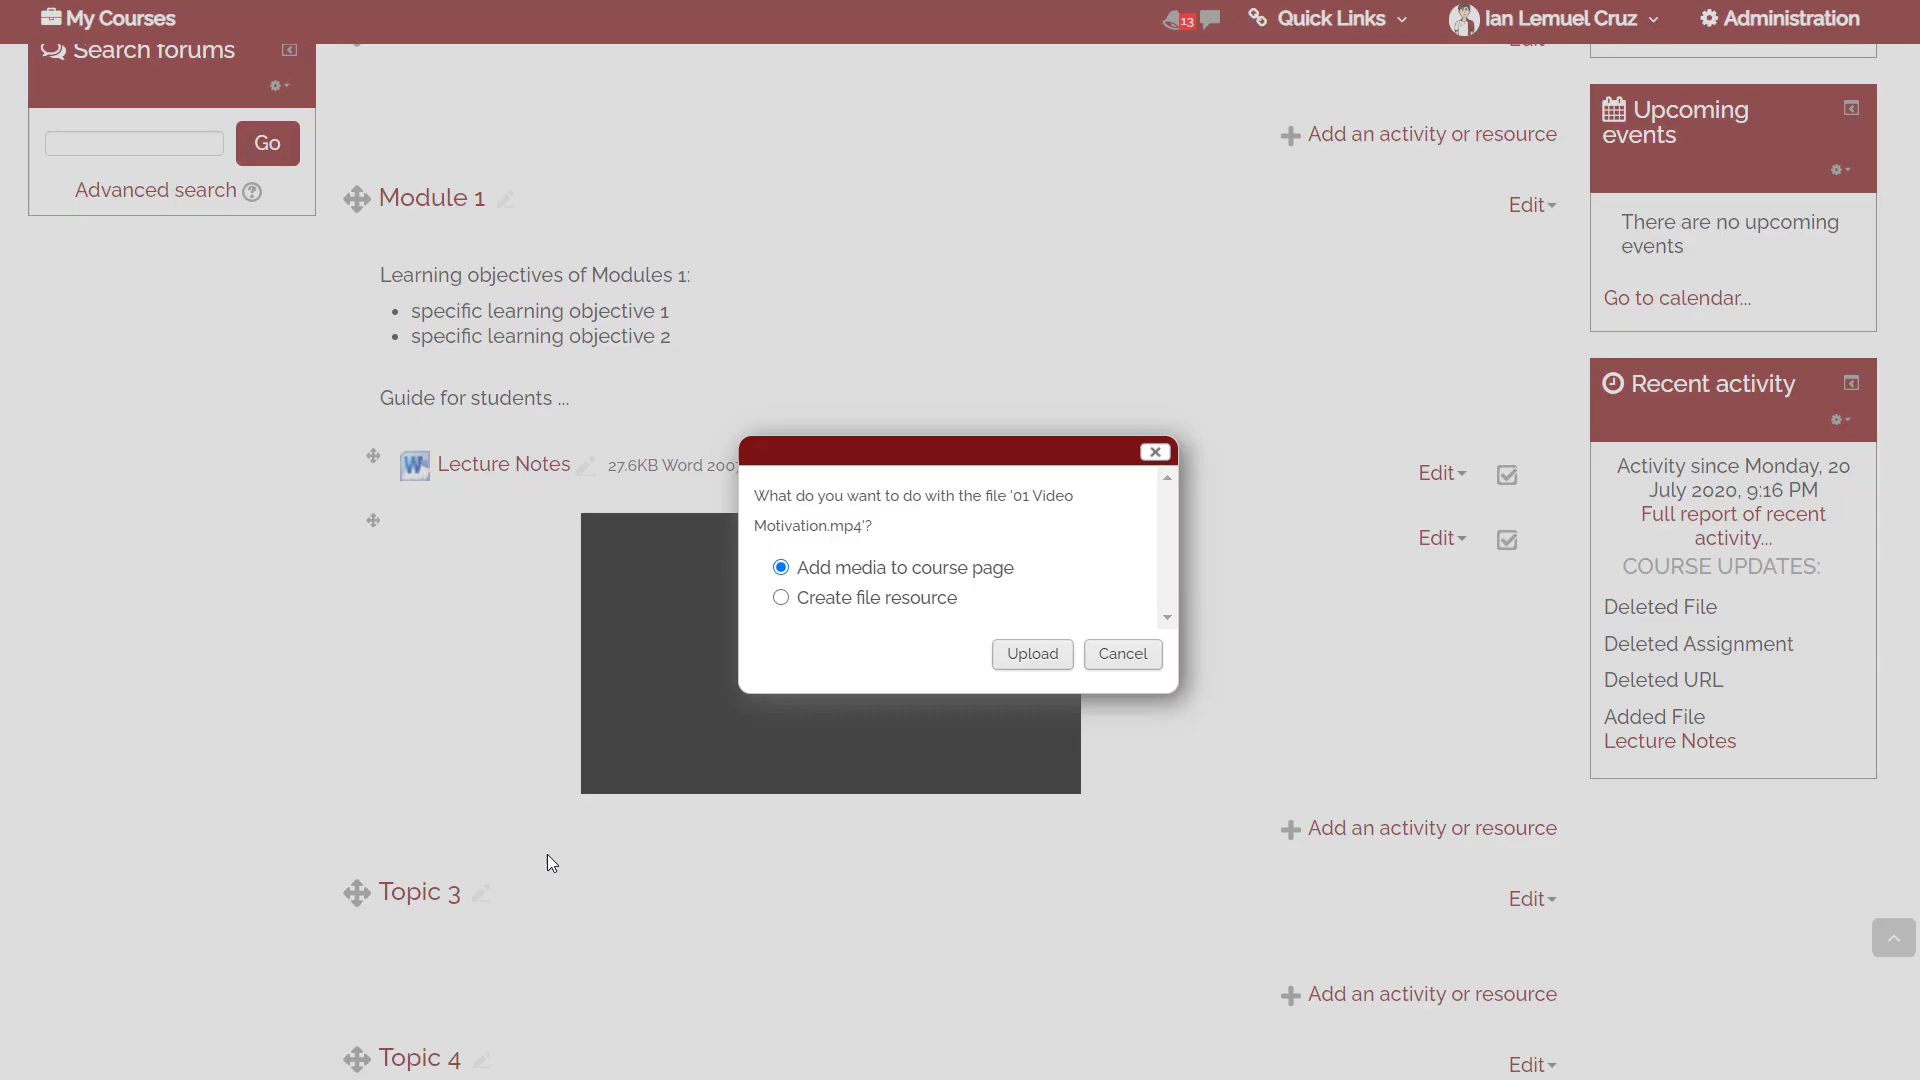 My Courses
13
Quick Links
Ian Lemuel Cruz
Administration
Search forums
Go
Advanced search
Add an activity or resource
Module 1
Edit
Learning objectives of Modules 1:
specific learning objective 1
specific learning objective 2
Guide for students ...
Lecture Notes
27.6KB Word 200
Edit
Edit
What do you want to do with the file '01 Video
Motivation.mp4'?
Add media to course page
Create file resource
Upload
Cancel
Add an activity or resource
Topic 3
Edit
Add an activity or resource
Topic 4
Edit
Upcoming
events
There are no upcoming
events
Go to calendar...
Recent activity
Activity since Monday, 20
July 2020, 9:16 PM
Full report of recent
activity...
COURSE UPDATES:
Deleted File
Deleted Assignment
Deleted URL
Added File
Lecture Notes